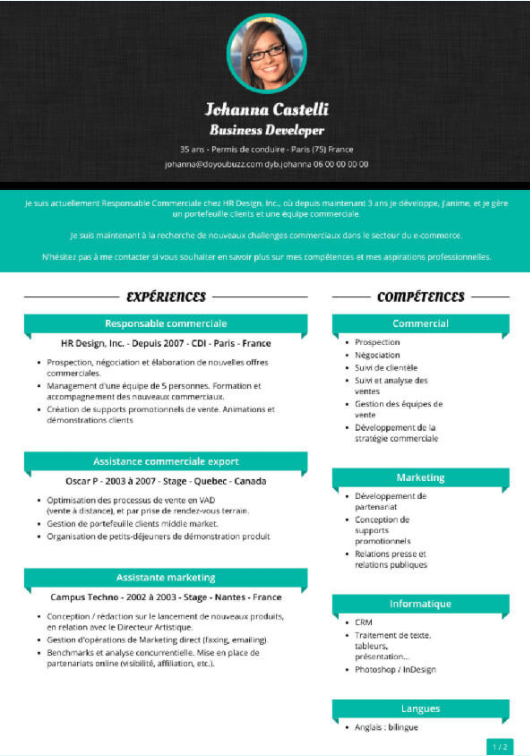 Johanna Castelli
Business Developer
35 ans - Permis de conduire - Paris (75) France
johanna@doyoubuzz.com dyb.johanna 06 00 00 00 00
Je suis actuellement Responsable Commerciale chez HR Design, Inc., où depuis maintenant 3 ans je développe, j'anime, et je gère
un portefeuille clients et une équipe commerciale.
Je suis maintenant à la recherche de nouveaux challenges commerciaux dans le secteur du e-commerce.
N'hésitez pas à me contacter si vous souhaiter en savoir plus sur mes compétences et mes aspirations professionnelles.
EXPÉRIENCES
Responsable commerciale
HR Design, Inc. - Depuis 2007 - CDI - Paris - France
• Prospection, négociation et élaboration de nouvelles offres
commerciales.
• Management d'une équipe de 5 personnes. Formation et
accompagnement des nouveaux commerciaux.
• Création de supports promotionnels de vente. Animations et
démonstrations clients
Assistance commerciale export
Oscar P - 2003 à 2007 - Stage - Quebec - Canada
• Optimisation des processus de vente en VAD
(vente à distance), et par prise de rendez-vous terrain.
• Gestion de portefeuille clients middle market.
• Organisation de petits-déjeuners de démonstration produit
Assistante marketing
Campus Techno - 2002 à 2003 - Stage - Nantes - France
• Conception / rédaction sur le lancement de nouveaux produits,
en relation avec le Directeur Artistique.
• Gestion d'opérations de Marketing direct (faxing, emailing).
• Benchmarks et analyse concurrentielle. Mise en place de
partenariats online (visibilité, affiliation, etc.).
COMPÉTENCES
Commercial
• Prospection
• Négociation
• Suivi de clientèle
• Suivi et analyse des
ventes
• Gestion des équipes de
vente
• Développement de la
stratégie commerciale
Marketing
• Développement de
partenariat
• Conception de
supports
promotionnels
• Relations presse et
relations publiques
Informatique
• CRM
• Traitement de texte,
tableurs,
présentation...
• Photoshop / InDesign
Langues
• Anglais : bilingue
1 / 2